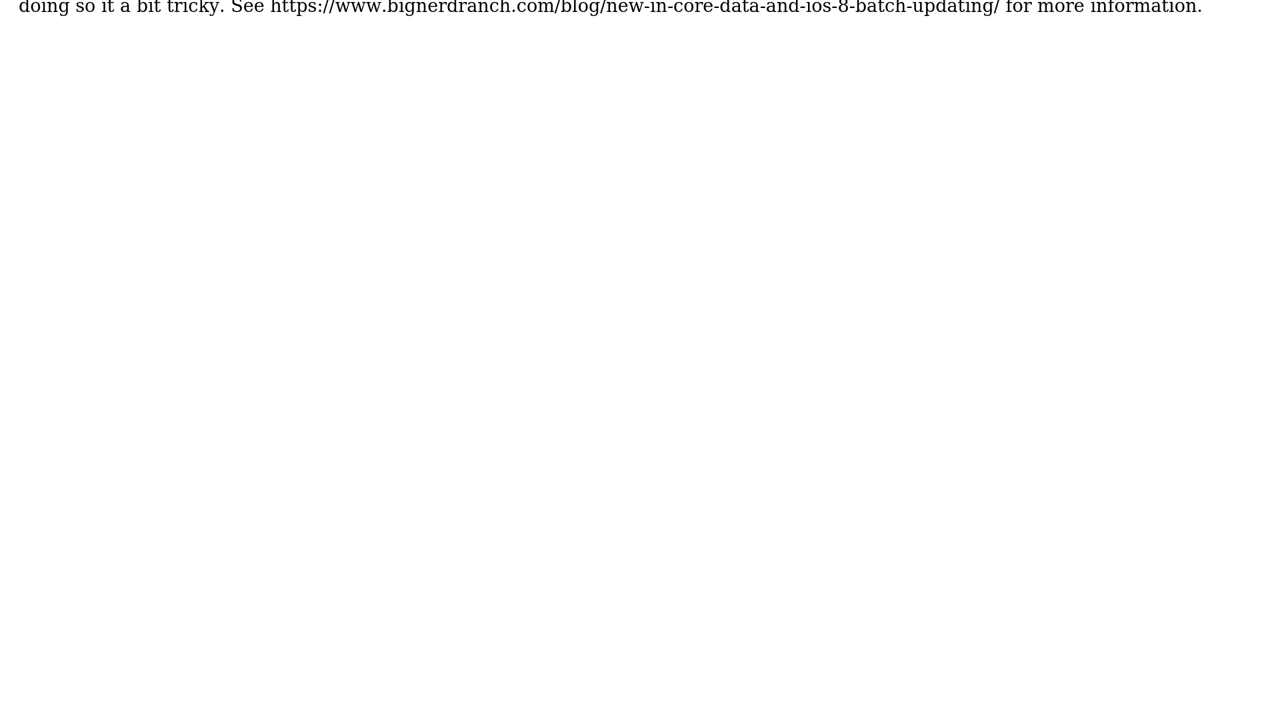 doing so it a bit tricky. See https://www.bignerdranch.com/blog/new-in-core-data-and-ios-8-batch-updating/ for more information.